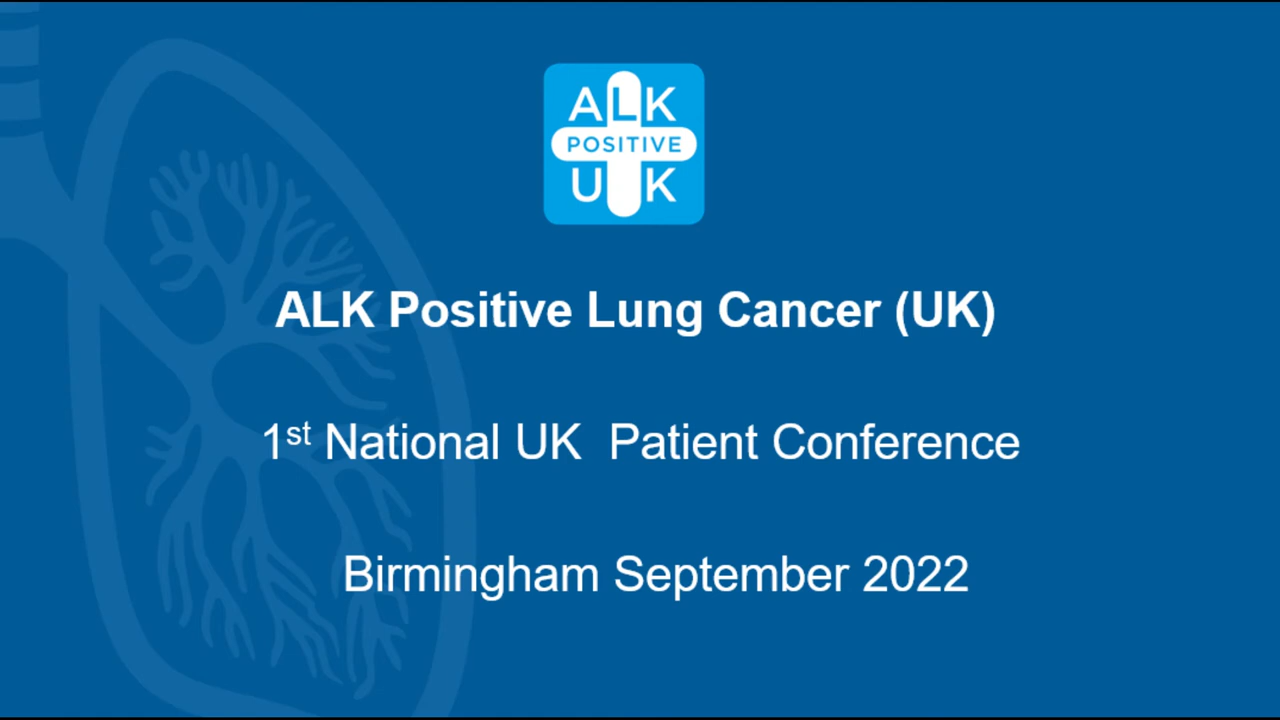 ALK
POSITIVE
UK
ALK Positive Lung Cancer (UK)
1st National UK  Patient Conference
Birmingham September 2022